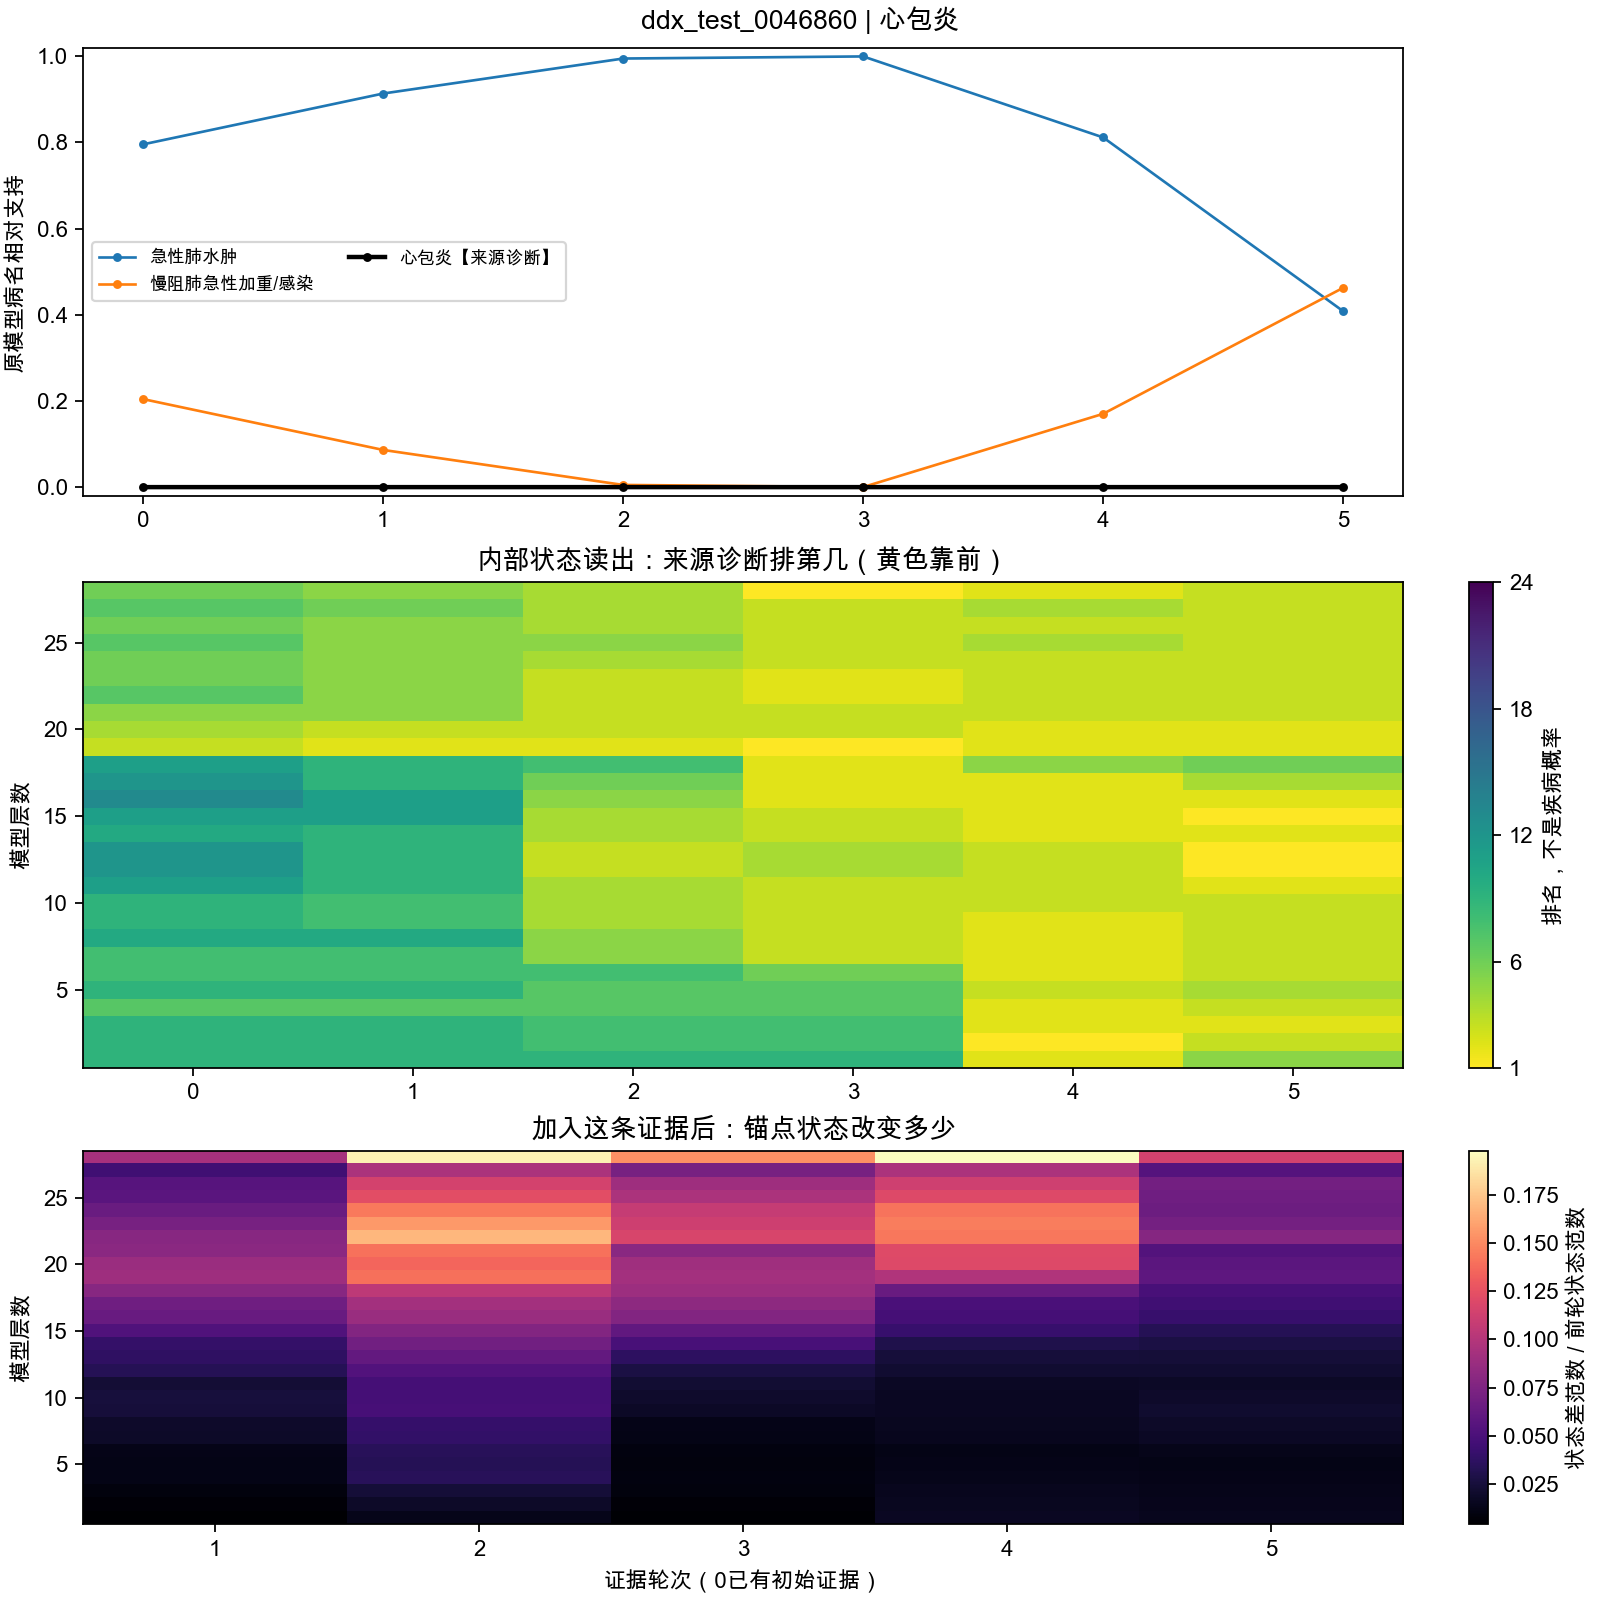 ddx_test_0046860 | 心包炎
原模型病名相对支持
1.0
0.8
0.6
0.4
0.2
0.0
急性肺水肿
慢阻肺急性加重/感染
心包炎【来源诊断】
0 1 2 3 4 5
内部状态读出：来源诊断排第几（黄色靠前）
模型层数
25
20
15
10
5
0 1 2 3 4 5
24
18
12
6
1
排名，不是疾病概率
加入这条证据后：锚点状态改变多少
模型层数
25
20
15
10
5
1 2 3 4 5
证据轮次（0已有初始证据）
0.175
0.150
0.125
0.100
0.075
0.050
0.025
状态差范数 / 前轮状态范数